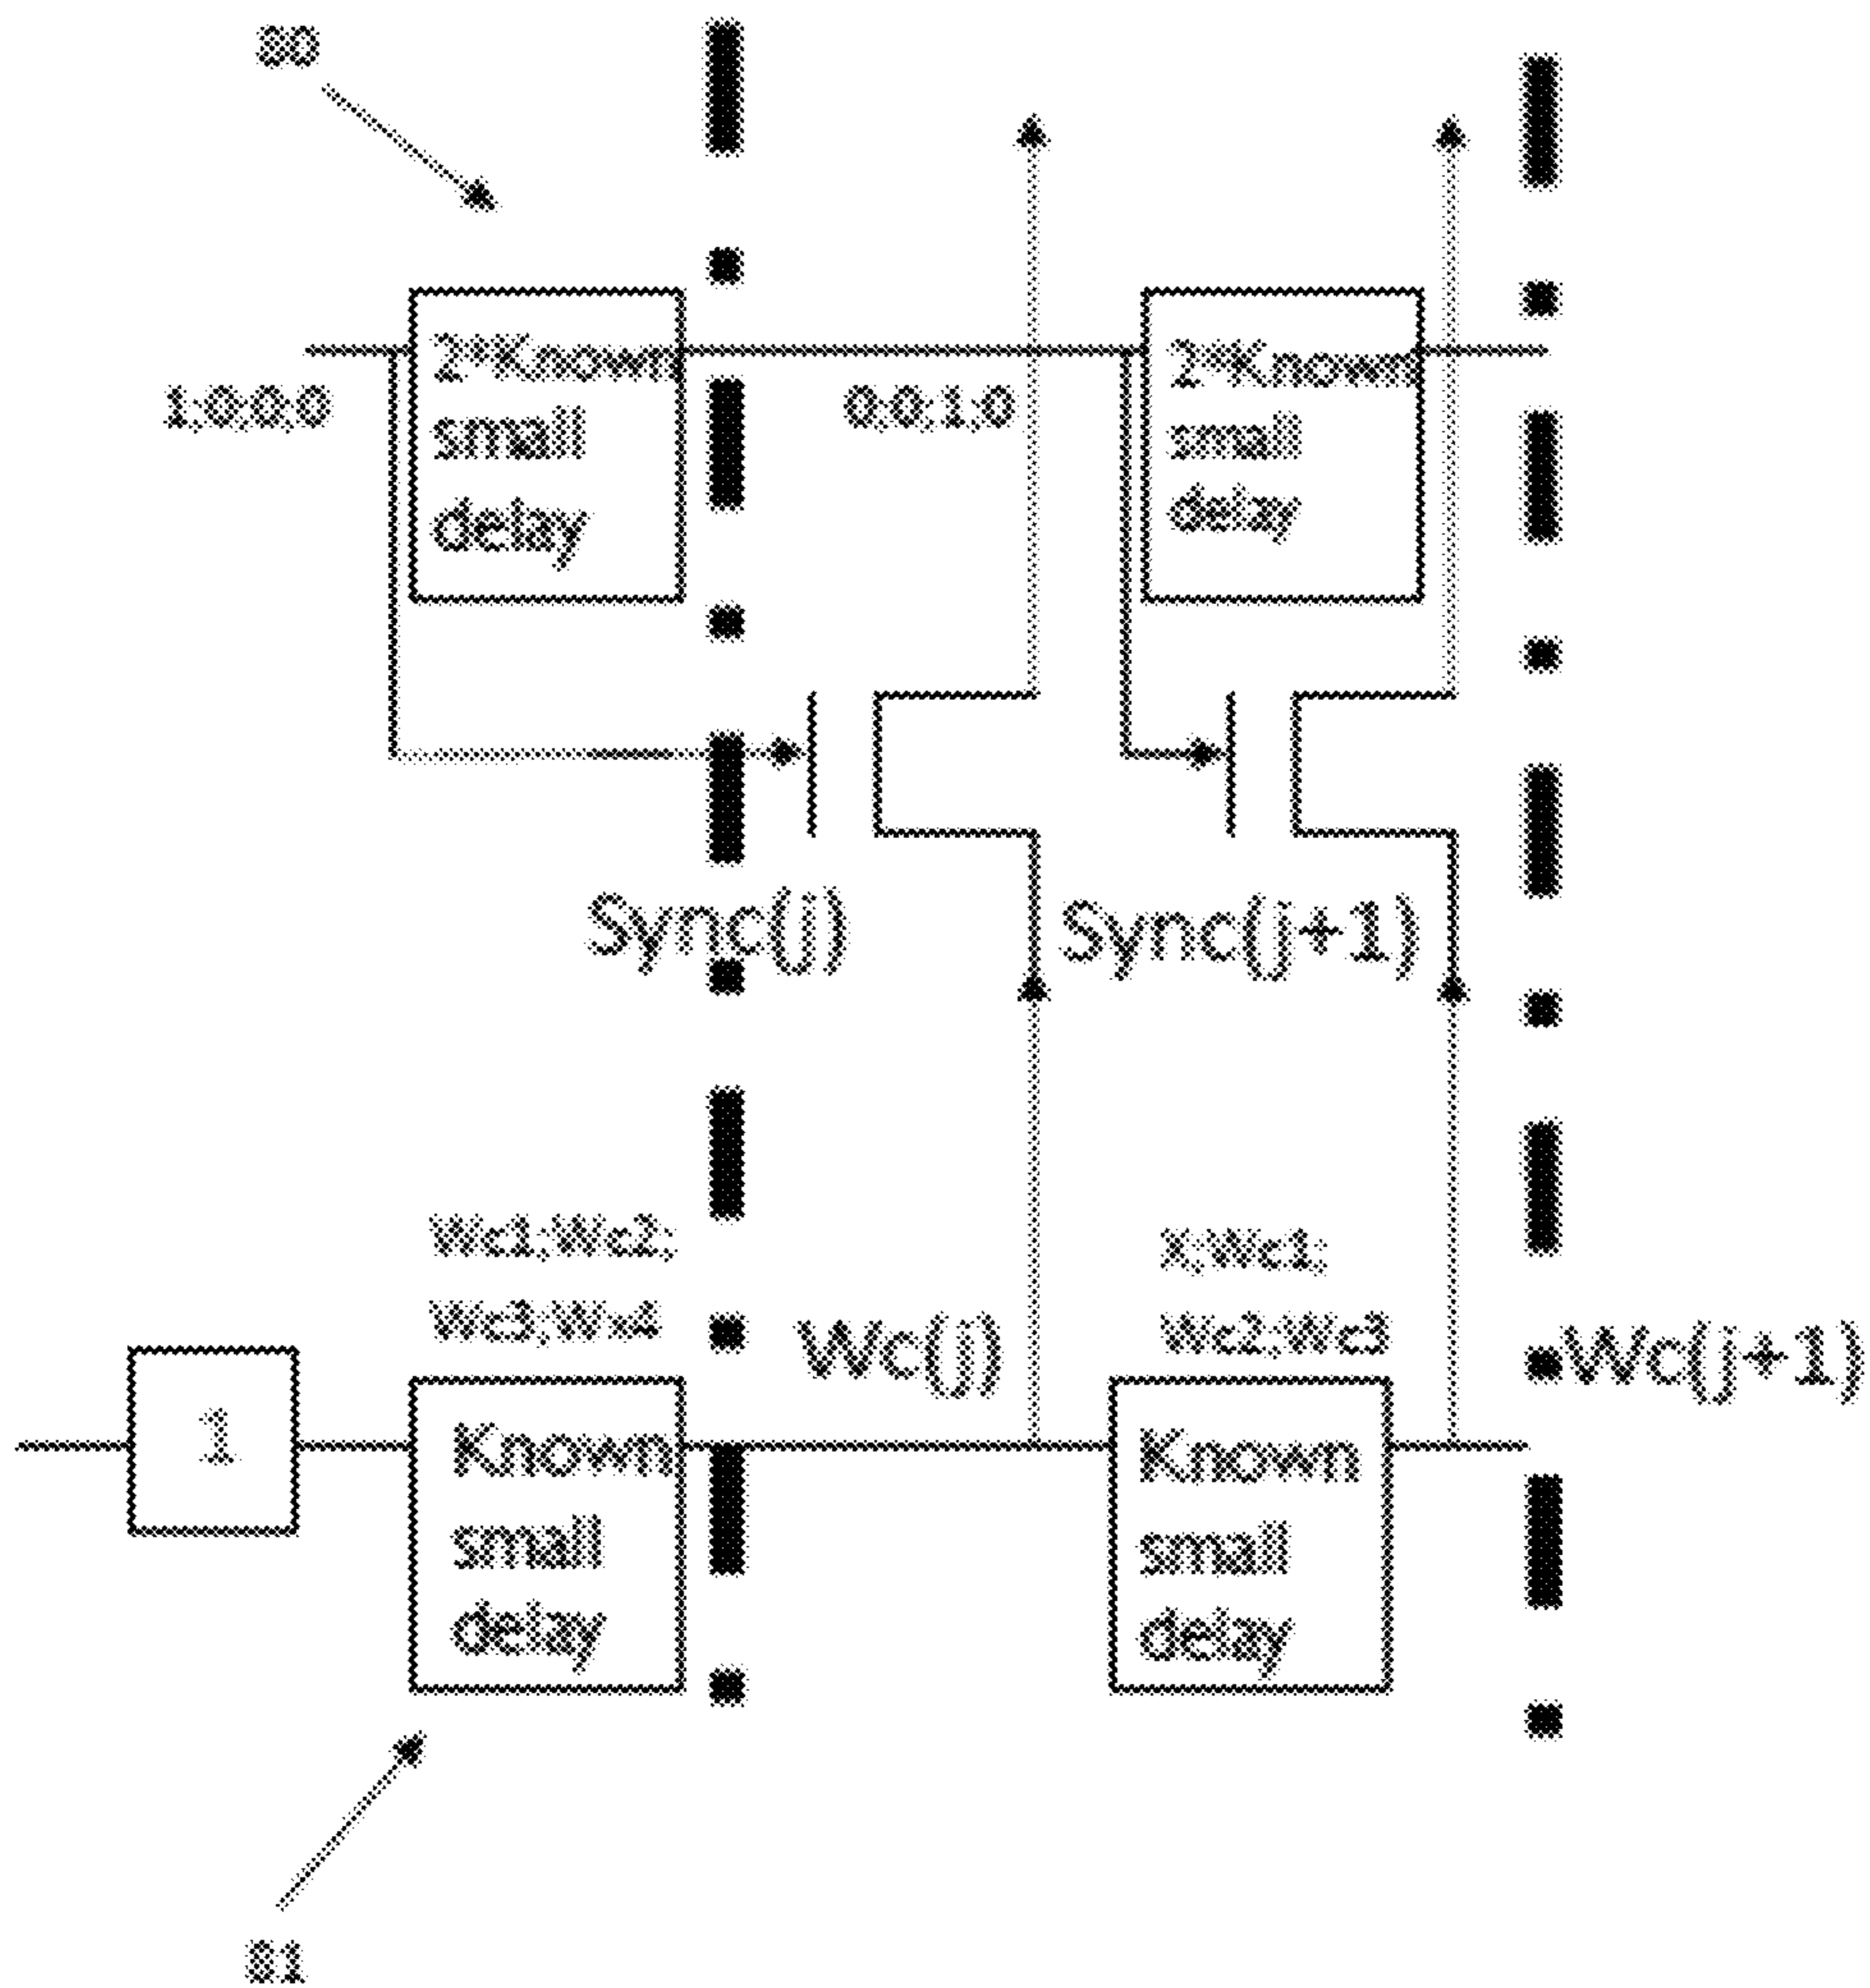 80
2*Known
small
delay
2*Known
small
delay
1;0;0;0
0;0;1;0
Sync(j)
Sync(j+1)
Wc1;Wc2;
Wc3;Wx4
X;Wc1;
Wc2;Wc3
Wc(j)
Wc(j+1)
1
Known
small
delay
Known
small
delay
81